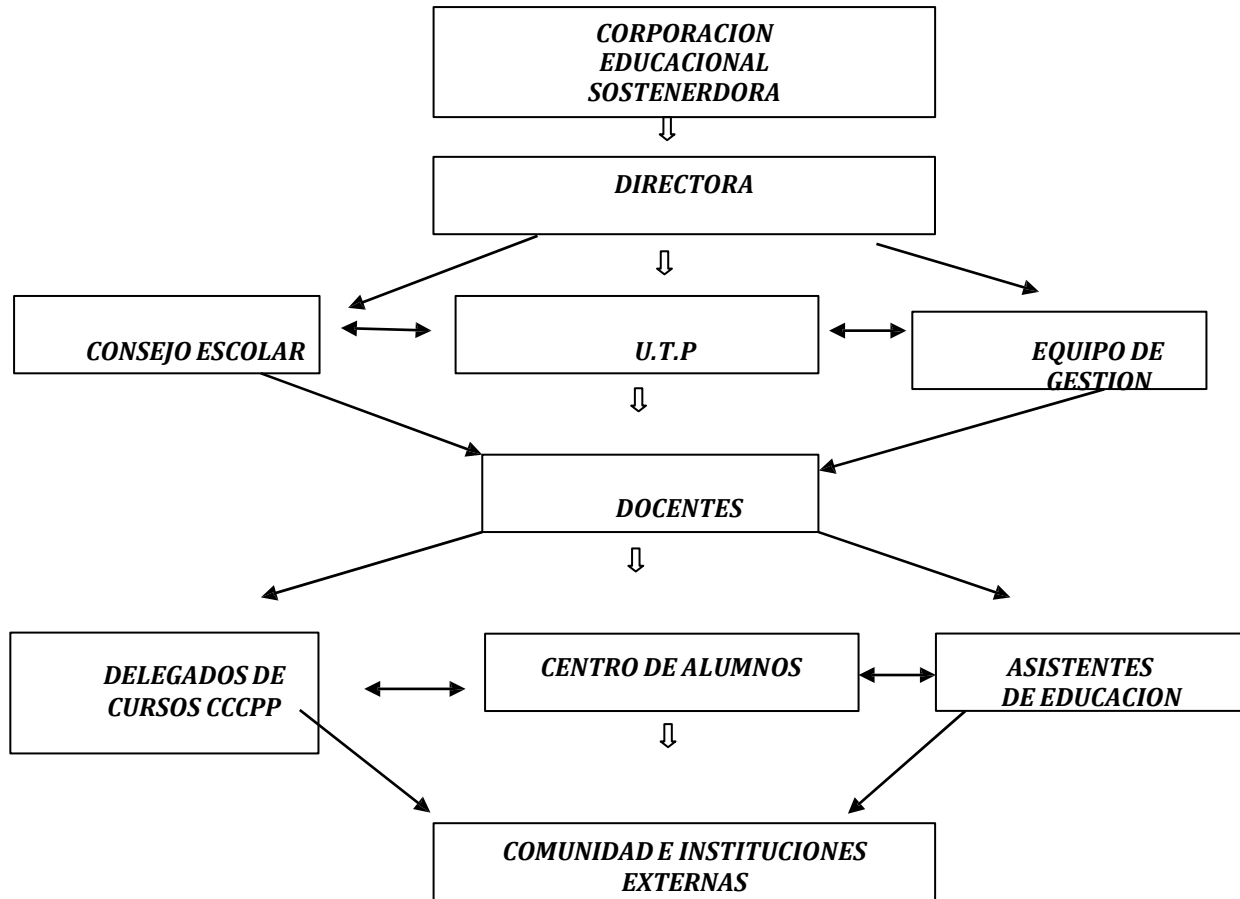 CORPORACION
EDUCACIONAL
SOSTENERDORA
DIRECTORA
CONSEJO ESCOLAR
U.T.P
EQUIPO DE
GESTION
DOCENTES
DELEGADOS DE
CURSOS CCCPP
CENTRO DE ALUMNOS
ASISTENTES
DE EDUCACION
COMUNIDAD E INSTITUCIONES
EXTERNAS